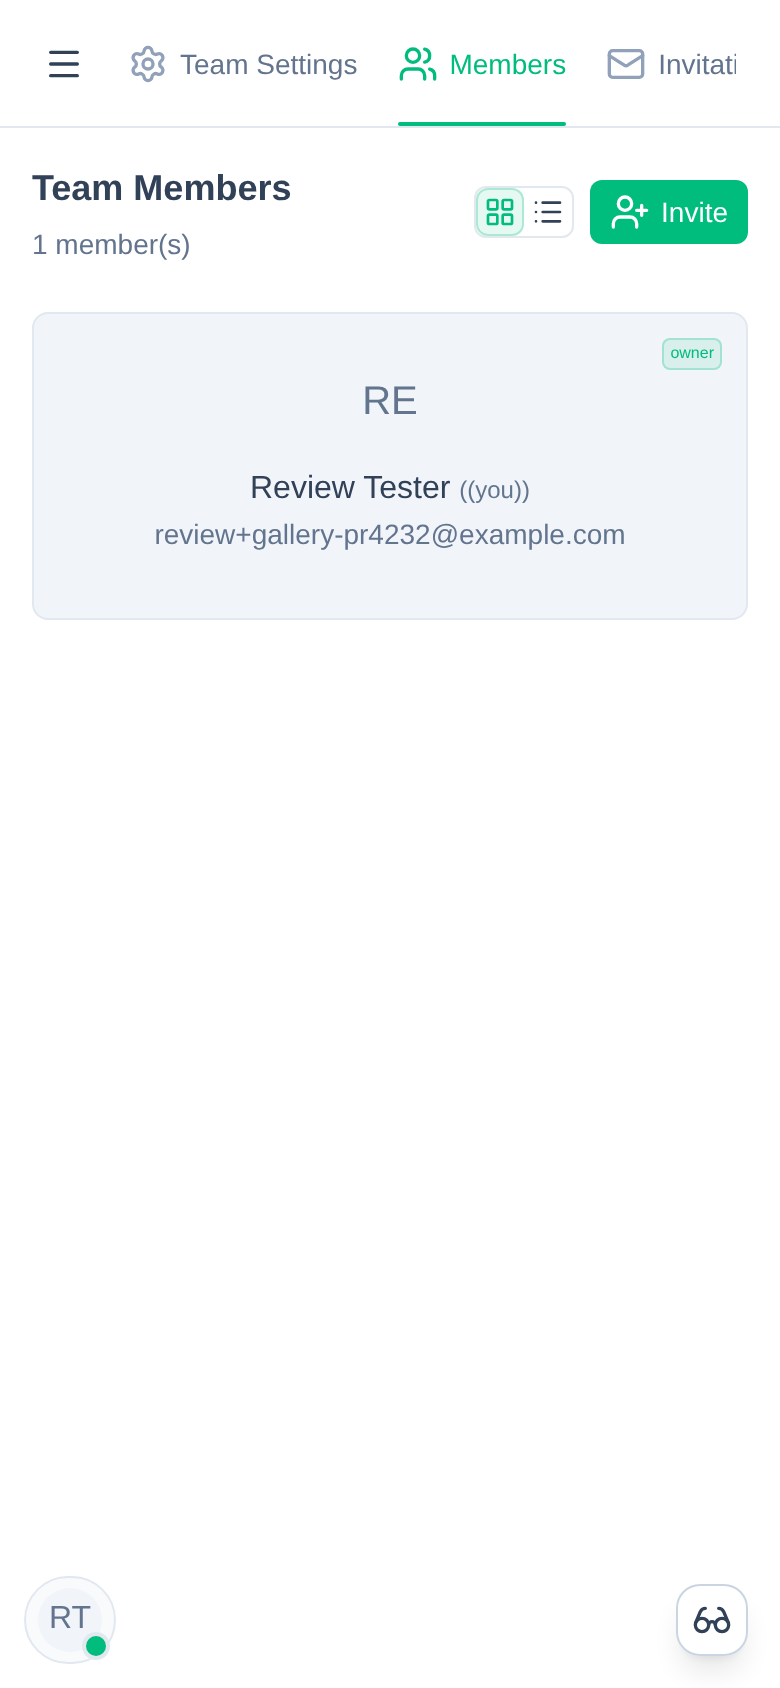 Team Settings
Members
Invitati
Team Members
1 member(s)
Invite
owner
RE
Review Tester ((you))
review+gallery-pr4232@example.com
RT